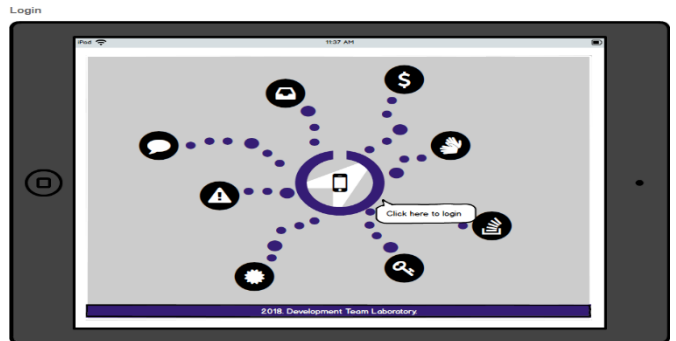 Login
iPad
11:37 AM
$
Click here to login
2018. Development Team Laboratory.